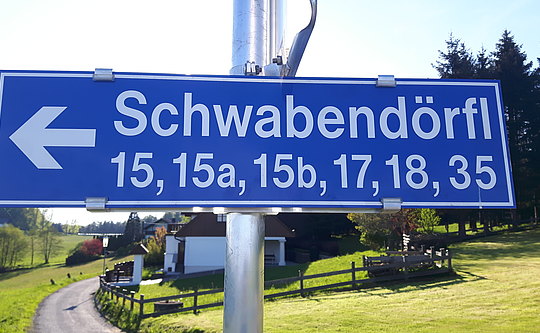 Schwabendörfl
15, 15a, 15b, 17, 18, 35